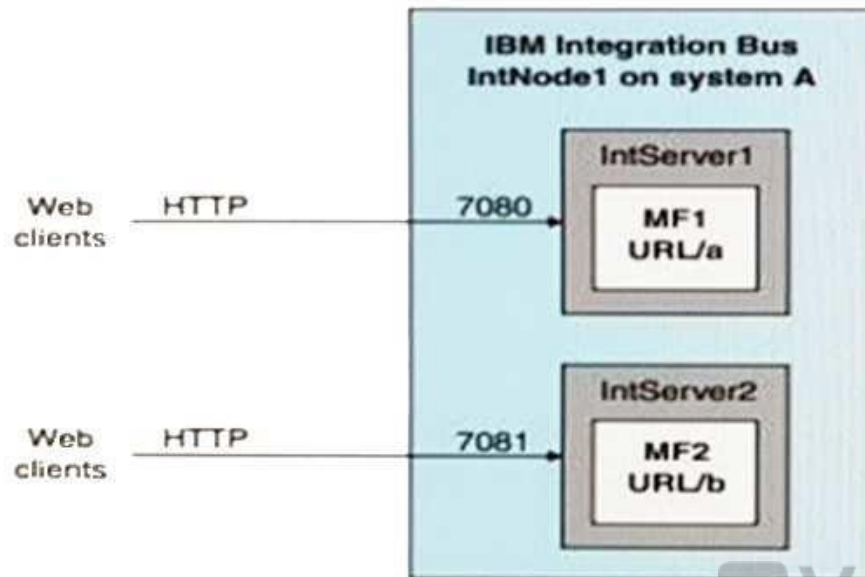 IBM Integration Bus
IntNode1 on system A
IntServer1
Web
clients
HTTP
7080
MF1
URL/a
IntServer2
Web
clients
HTTP
7081
MF2
URL/b